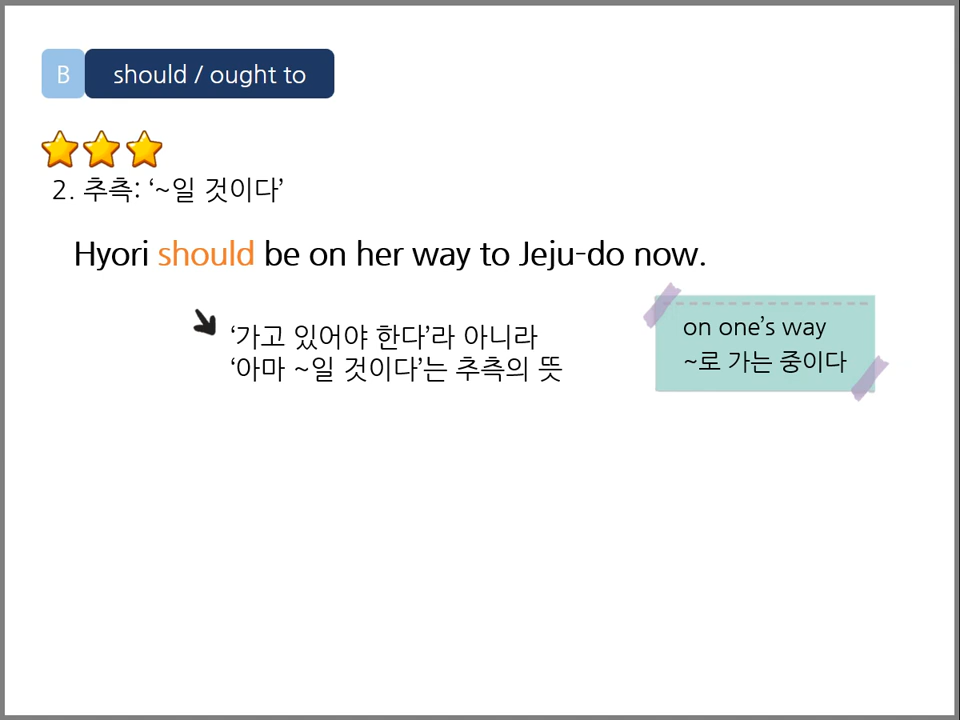 B
should / ought to
2. 추측: ‘~일 것이다’
Hyori should be on her way to Jeju-do now.
‘가고 있어야 한다’라 아니라
‘아마 ~일 것이다’는 추측의 뜻
on one’s way
~로 가는 중이다